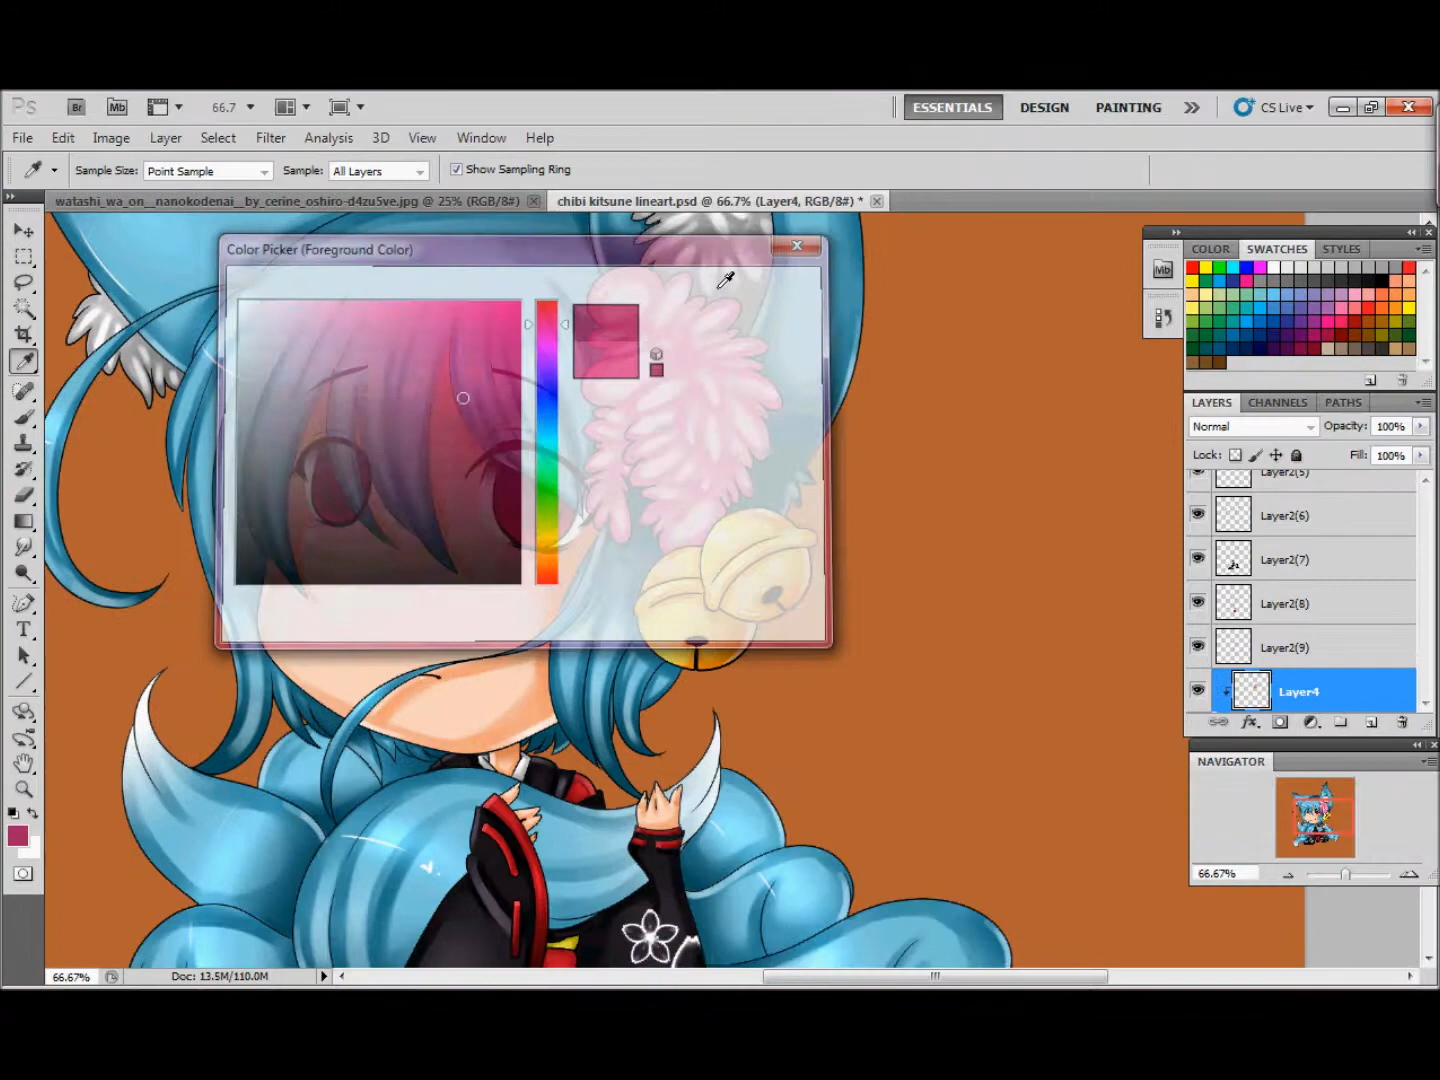 Ps Br Mb 66.7 ESSENTIALS DESIGN PAINTING CS Live
File Edit Image Layer Select Filter Analysis 3D View Window Help
Sample Size: Point Sample Sample: All Layers Show Sampling Ring
watashi_wa_on__nanokodenai__by_cerine_oshiro-d4zu5ve.jpg @ 25% (RGB/8#) chibi kitsune lineart.psd @ 66.7% (Layer4, RGB/8#) *
Color Picker (Foreground Color)
COLOR SWATCHES STYLES
Mb
LAYERS CHANNELS PATHS
Normal Opacity: 100%
Lock: Fill: 100%
Layer2(5)
Layer2(6)
Layer2(7)
Layer2(8)
Layer2(9)
Layer4
NAVIGATOR
66.67%
66.67% Doc: 13.5M/110.0M